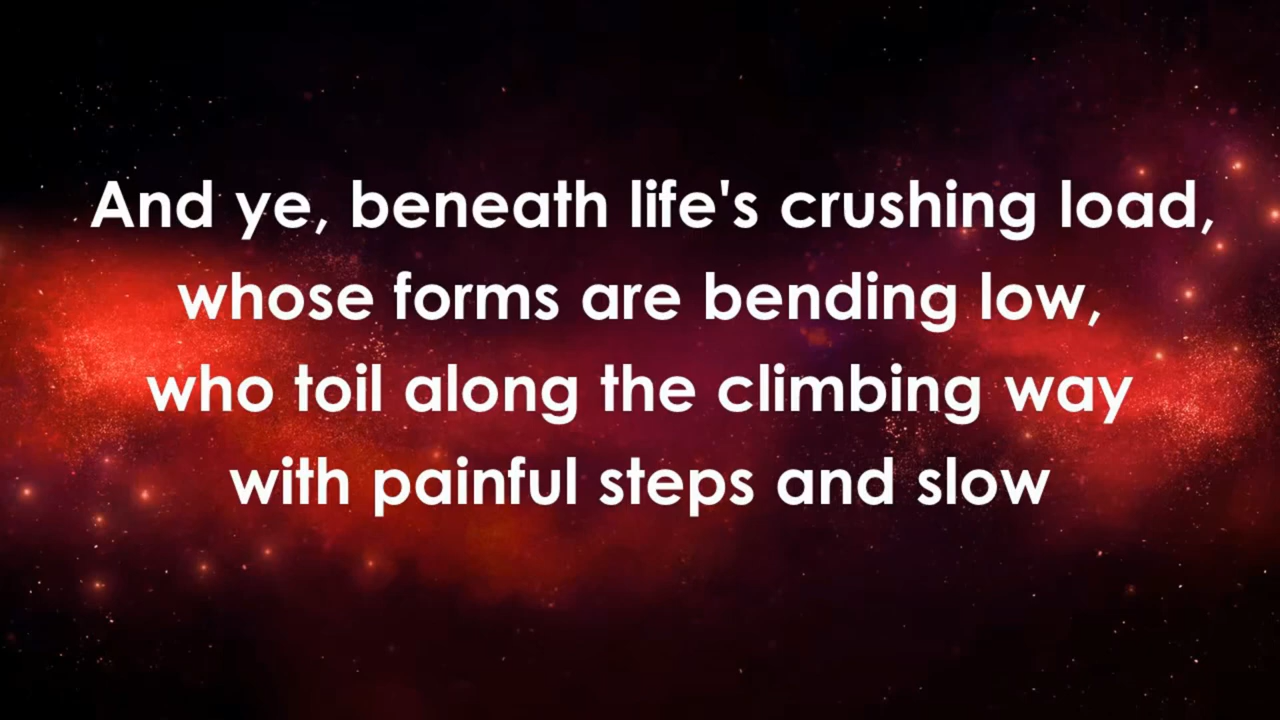 And ye, beneath life's crushing load,
whose forms are bending low,
who toil along the climbing way
with painful steps and slow